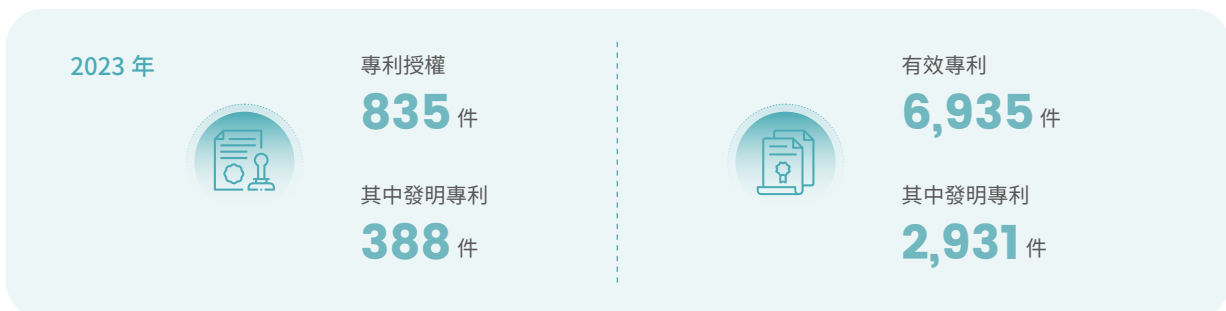 2023 年
專利授權
835 件
其中發明專利
388 件
有效專利
6,935 件
其中發明專利
2,931 件